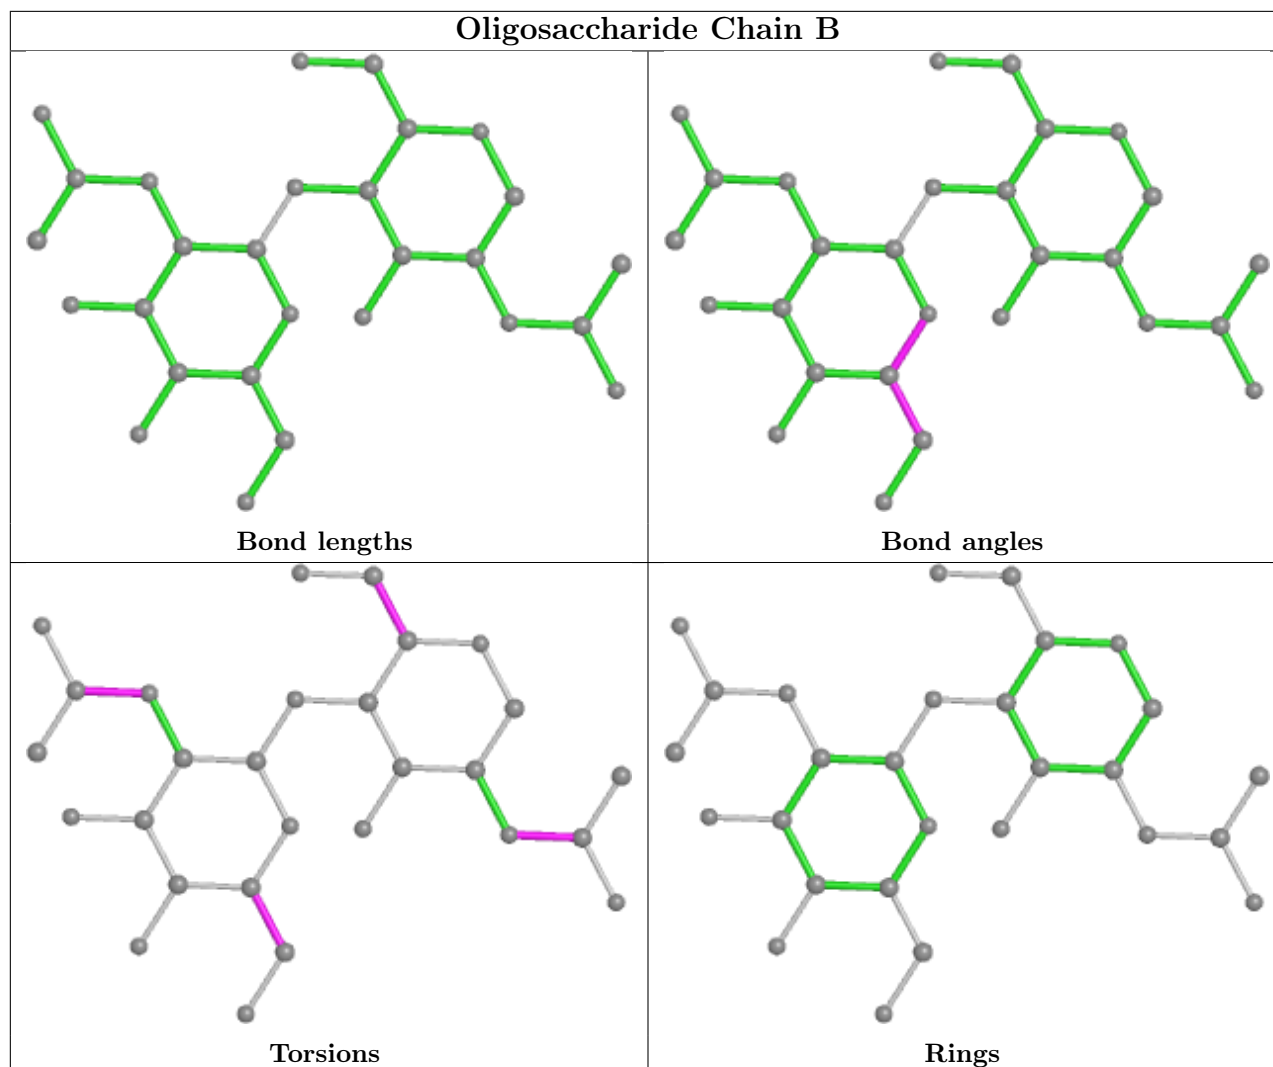 Oligosaccharide Chain B
Bond lengths
Bond angles
Torsions
Rings